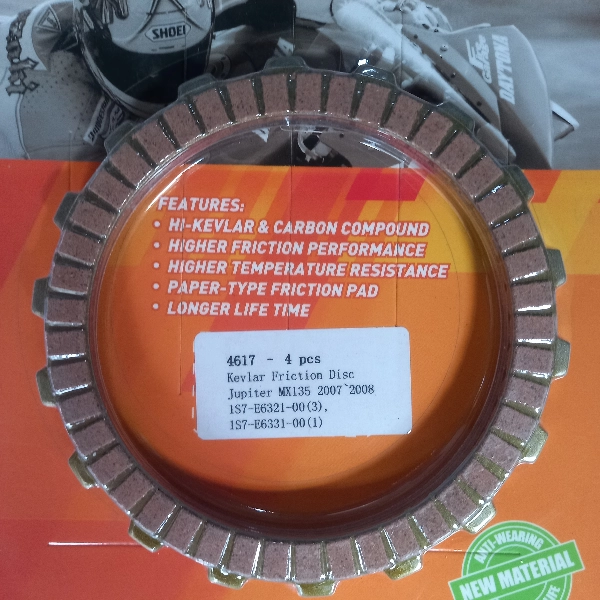 SHOEI
DAYTONA
FEATURES:
• HI-KEVLAR & CARBON COMPOUND
• HIGHER FRICTION PERFORMANCE
• HIGHER TEMPERATURE RESISTANCE
• PAPER-TYPE FRICTION PAD
• LONGER LIFE TIME
4617 - 4 pcs
Kevlar Friction Disc
Jupiter MX135 2007~2008
1S7-E6321-00(3),
1S7-E6331-00(1)
ANTI-WEARING
NEW MATERIAL